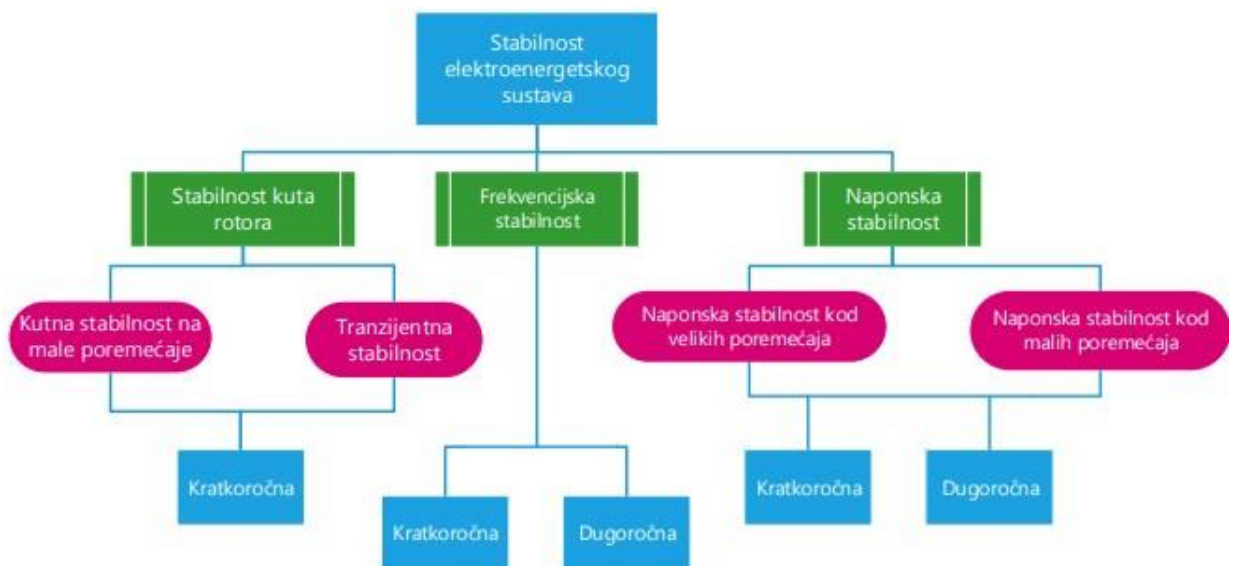 Stabilnost
elektroenergetskog
sustava
Stabilnost kuta
rotora
Frekvencijska
stabilnost
Naponska
stabilnost
Kutna stabilnost na
male poremećaje
Tranzijentna
stabilnost
Naponska stabilnost kod
velikih poremećaja
Naponska stabilnost kod
malih poremećaja
Kratkoročna
Kratkoročna
Dugoročna
Kratkoročna
Dugoročna